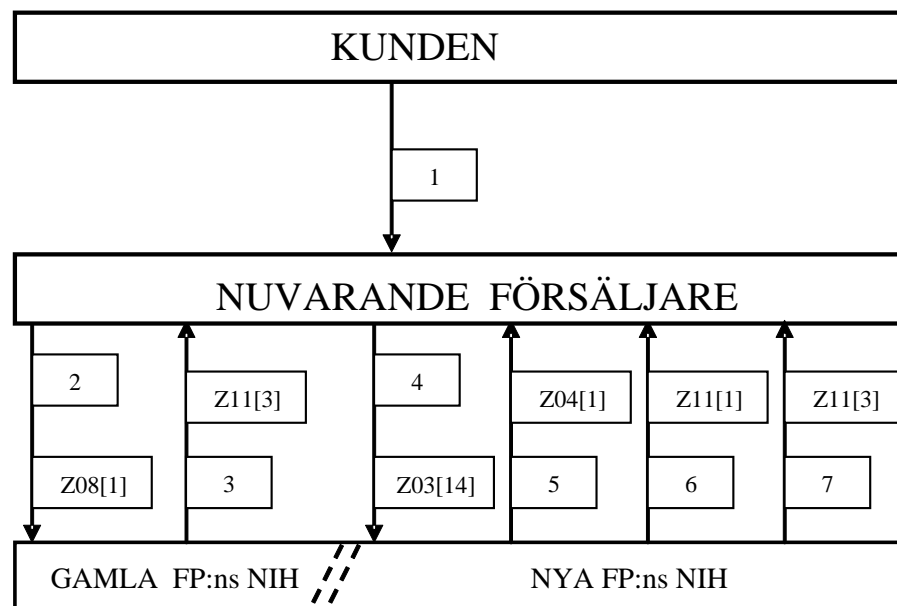 KUNDEN
1
NUVARANDE FÖRSÄLJARE
2
4
Z11[3]
Z04[1]
Z11[1]
Z11[3]
Z08[1]
3
Z03[14]
5
6
7
GAMLA FP:ns NIH
NYA FP:ns NIH